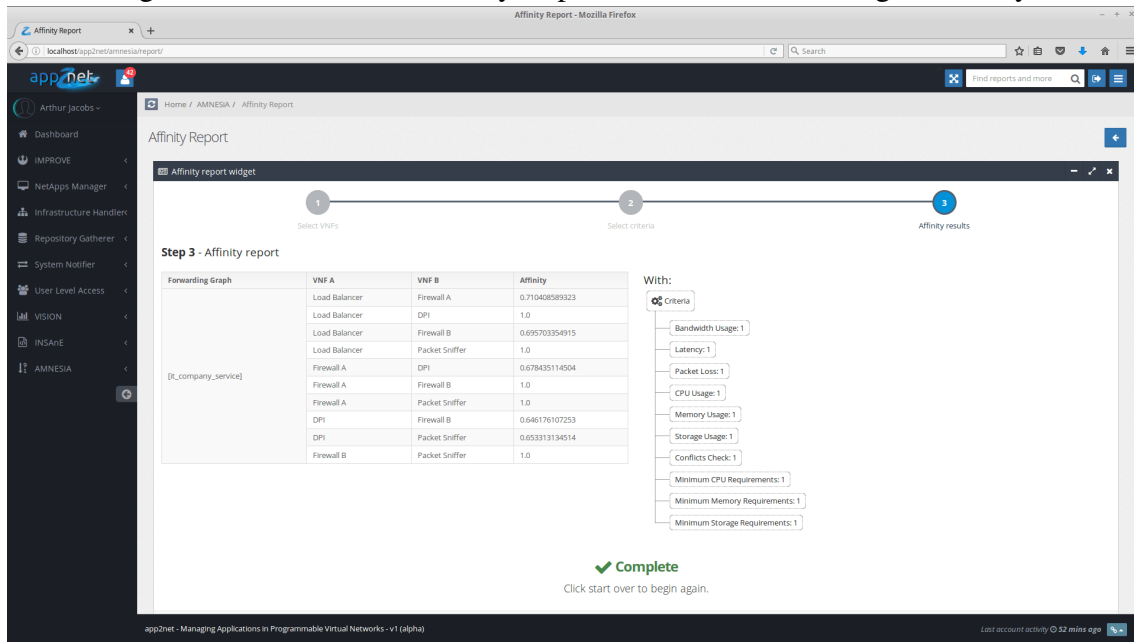 Affinity Report - Mozilla Firefox
Affinity Report
localhost/app2net/amnesia/report/
Search
app2net
42
Find reports and more
Arthur Jacobs
Home / AMNESIA / Affinity Report
Dashboard
IMPROVE
NetApps Manager
Infrastructure Handler
Repository Gatherer
System Notifier
User Level Access
VISION
INSAnE
AMNESIA
Affinity Report
Affinity report widget
1
2
3
Select VNFs
Select criteria
Affinity results
Step 3 - Affinity report
Forwarding Graph VNF A VNF B Affinity
[it_company_service]
Load Balancer Firewall A 0.710408589323
Load Balancer DPI 1.0
Load Balancer Firewall B 0.695703354915
Load Balancer Packet Sniffer 1.0
Firewall A DPI 0.678435114504
Firewall A Firewall B 1.0
Firewall A Packet Sniffer 1.0
DPI Firewall B 0.646176107253
DPI Packet Sniffer 0.653313134514
Firewall B Packet Sniffer 1.0
With:
Criteria
Bandwidth Usage: 1
Latency: 1
Packet Loss: 1
CPU Usage: 1
Memory Usage: 1
Storage Usage: 1
Conflicts Check: 1
Minimum CPU Requirements: 1
Minimum Memory Requirements: 1
Minimum Storage Requirements: 1
Complete
Click start over to begin again.
app2net - Managing Applications in Programmable Virtual Networks - v1 (alpha)
Last account activity 52 mins ago